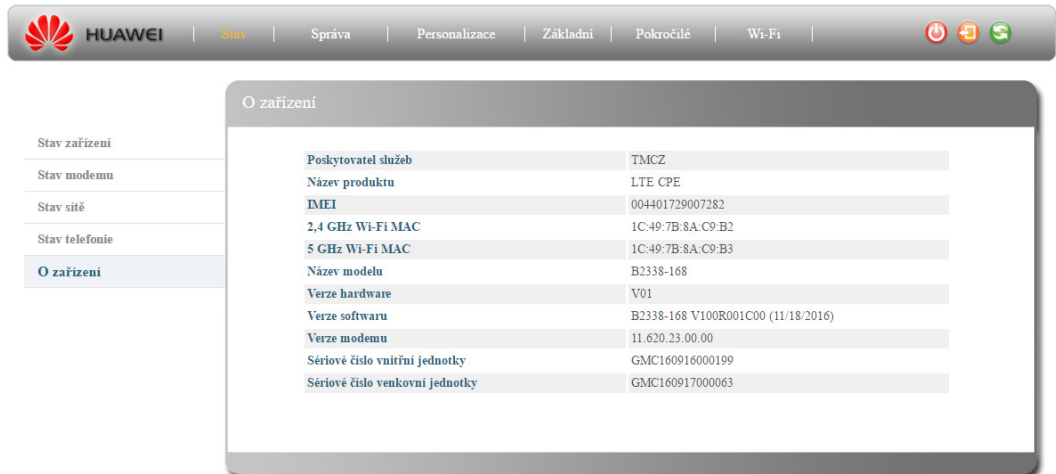 HUAWEI | Stav | Správa | Personalizace | Základní | Pokročilé | Wi-Fi |
O zařízení
Stav zařízení
Stav modemu
Stav sítě
Stav telefonie
O zařízení
Poskytovatel služeb TMCZ
Název produktu LTE CPE
IMEI 004401729007282
2,4 GHz Wi-Fi MAC 1C:49:7B:8A:C9:B2
5 GHz Wi-Fi MAC 1C:49:7B:8A:C9:B3
Název modelu B2338-168
Verze hardware V01
Verze softwaru B2338-168 V100R001C00 (11/18/2016)
Verze modemu 11.620.23.00.00
Sériové číslo vnitřní jednotky GMC160916000199
Sériové číslo venkovní jednotky GMC160917000063